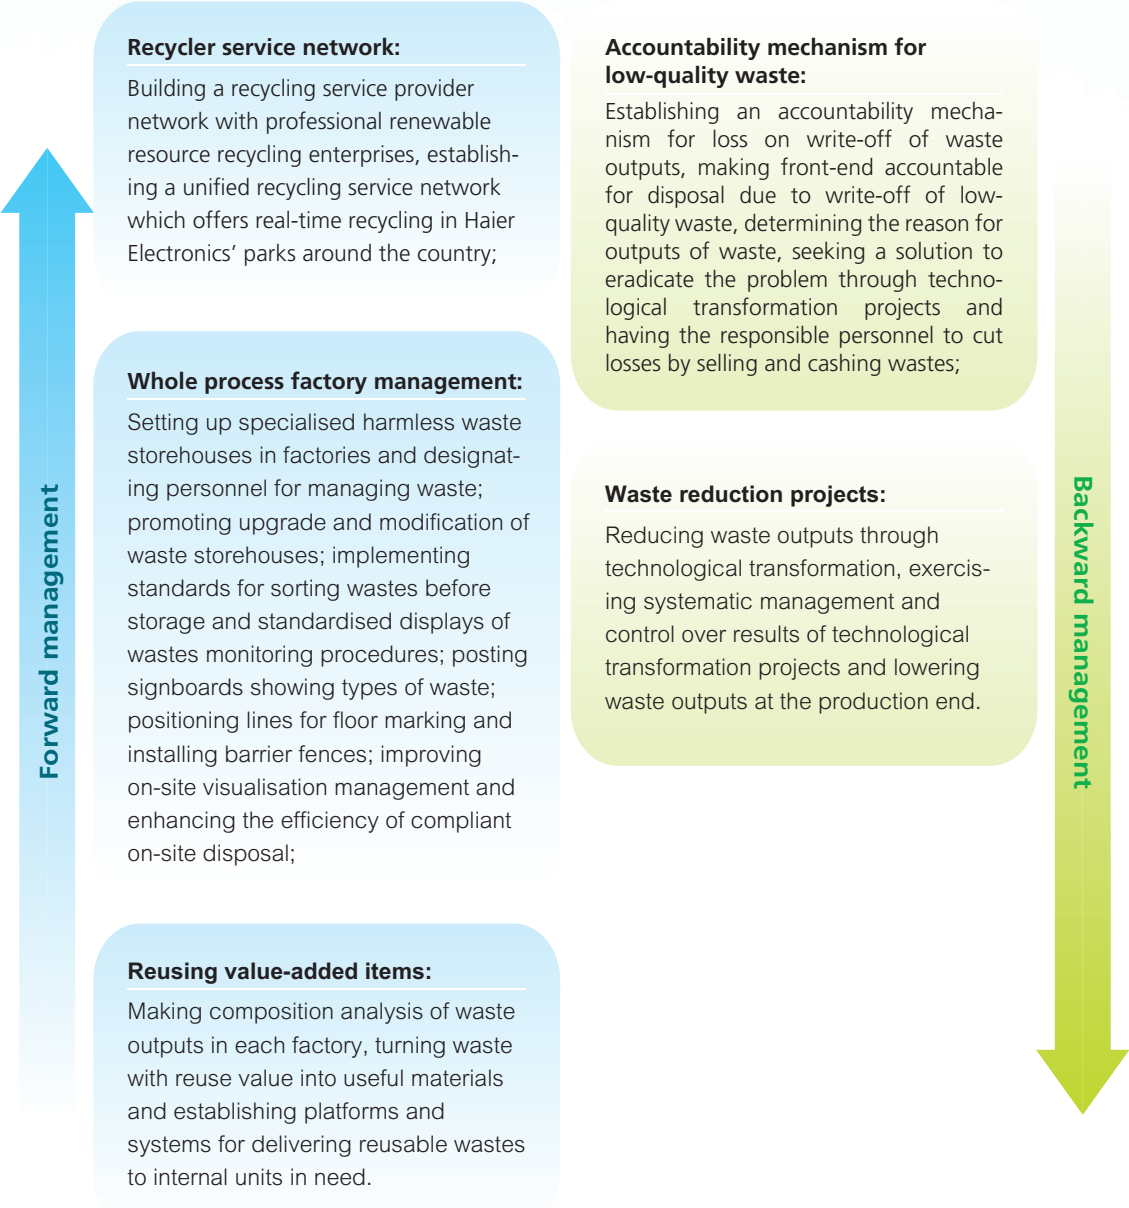 Forward management
Recycler service network:
Building a recycling service provider
network with professional renewable
resource recycling enterprises, establish-
ing a unified recycling service network
which offers real-time recycling in Haier
Electronics’ parks around the country;
Whole process factory management:
Setting up specialised harmless waste
storehouses in factories and designat-
ing personnel for managing waste;
promoting upgrade and modification of
waste storehouses; implementing
standards for sorting wastes before
storage and standardised displays of
wastes monitoring procedures; posting
signboards showing types of waste;
positioning lines for floor marking and
installing barrier fences; improving
on-site visualisation management and
enhancing the efficiency of compliant
on-site disposal;
Reusing value-added items:
Making composition analysis of waste
outputs in each factory, turning waste
with reuse value into useful materials
and establishing platforms and
systems for delivering reusable wastes
to internal units in need.
Accountability mechanism for
low-quality waste:
Establishing an accountability mecha-
nism for loss on write-off of waste
outputs, making front-end accountable
for disposal due to write-off of low-
quality waste, determining the reason for
outputs of waste, seeking a solution to
eradicate the problem through techno-
logical transformation projects and
having the responsible personnel to cut
losses by selling and cashing wastes;
Waste reduction projects:
Reducing waste outputs through
technological transformation, exercis-
ing systematic management and
control over results of technological
transformation projects and lowering
waste outputs at the production end.
Backward management